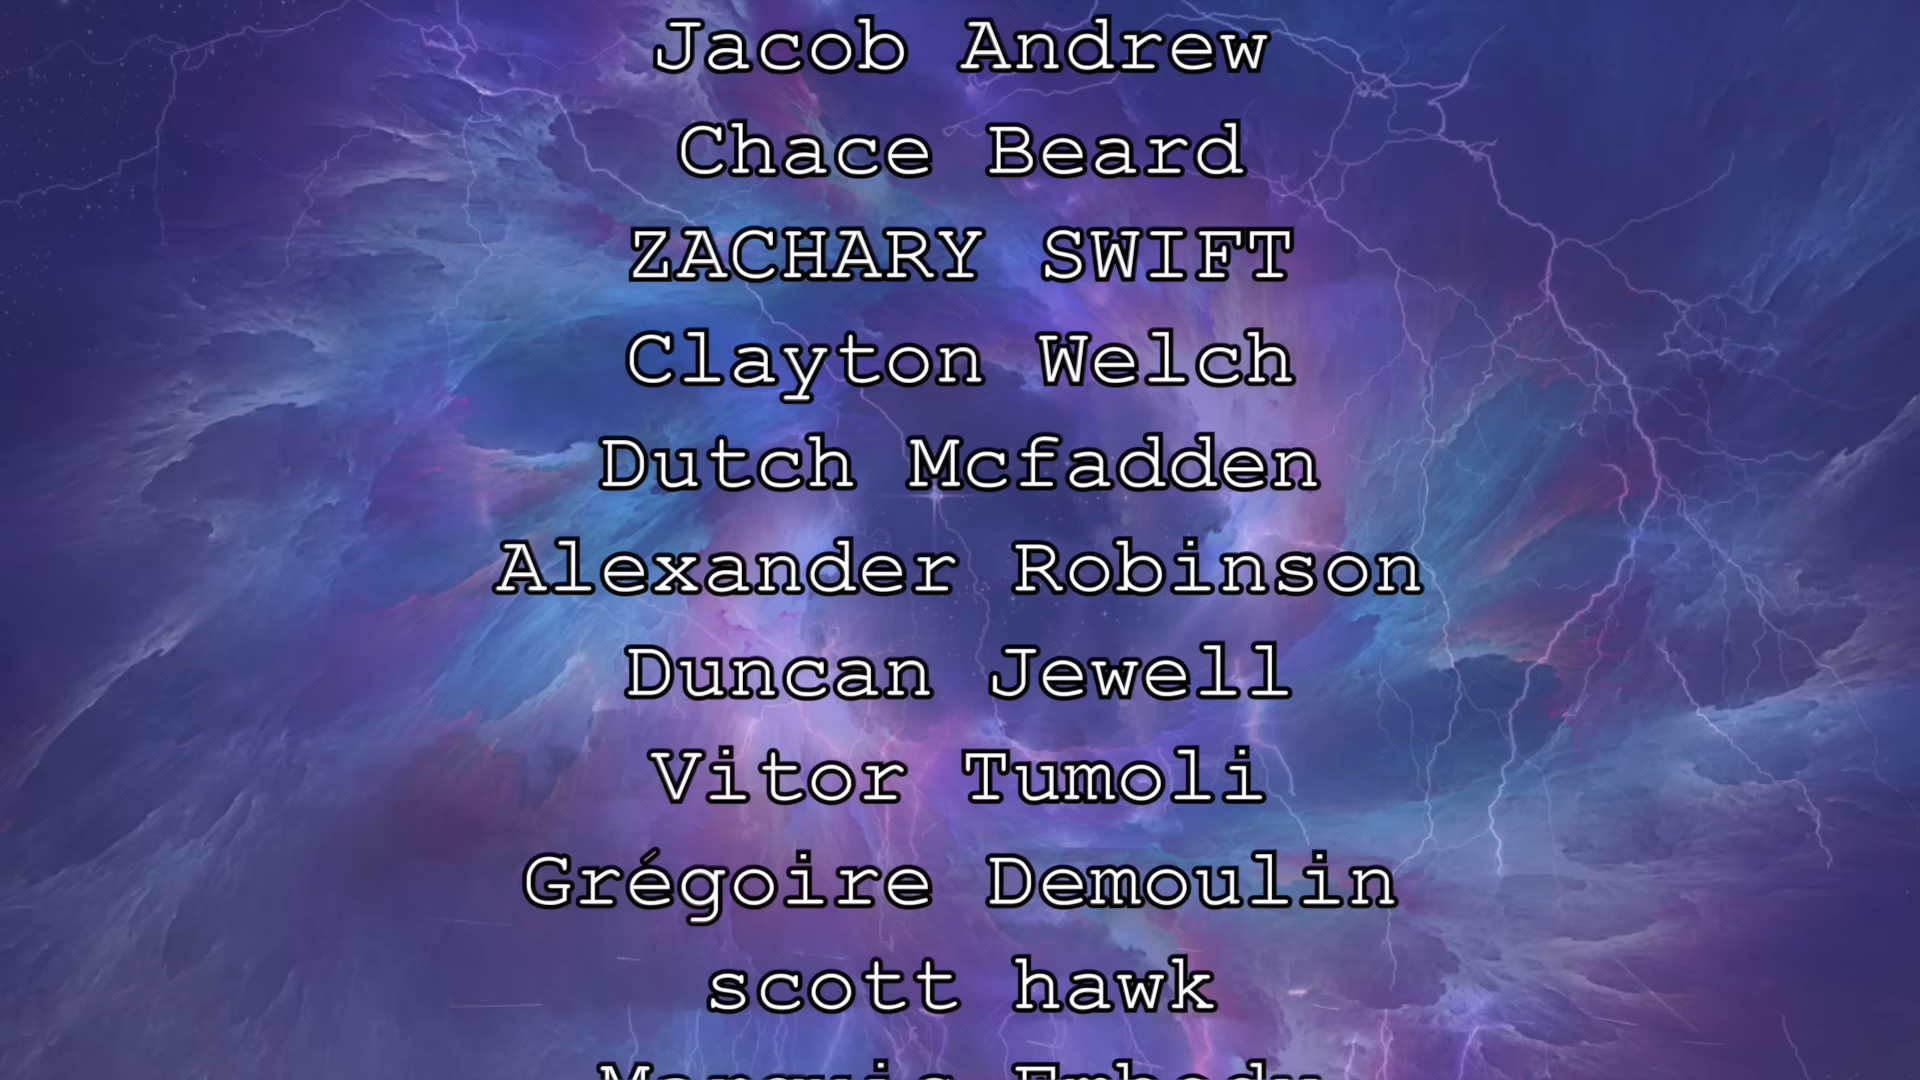 Jacob Andrew
Chace Beard
ZACHARY SWIFT
Clayton Welch
Dutch Mcfadden
Alexander Robinson
Duncan Jewell
Vitor Tumoli
Grégoire Demoulin
scott hawk